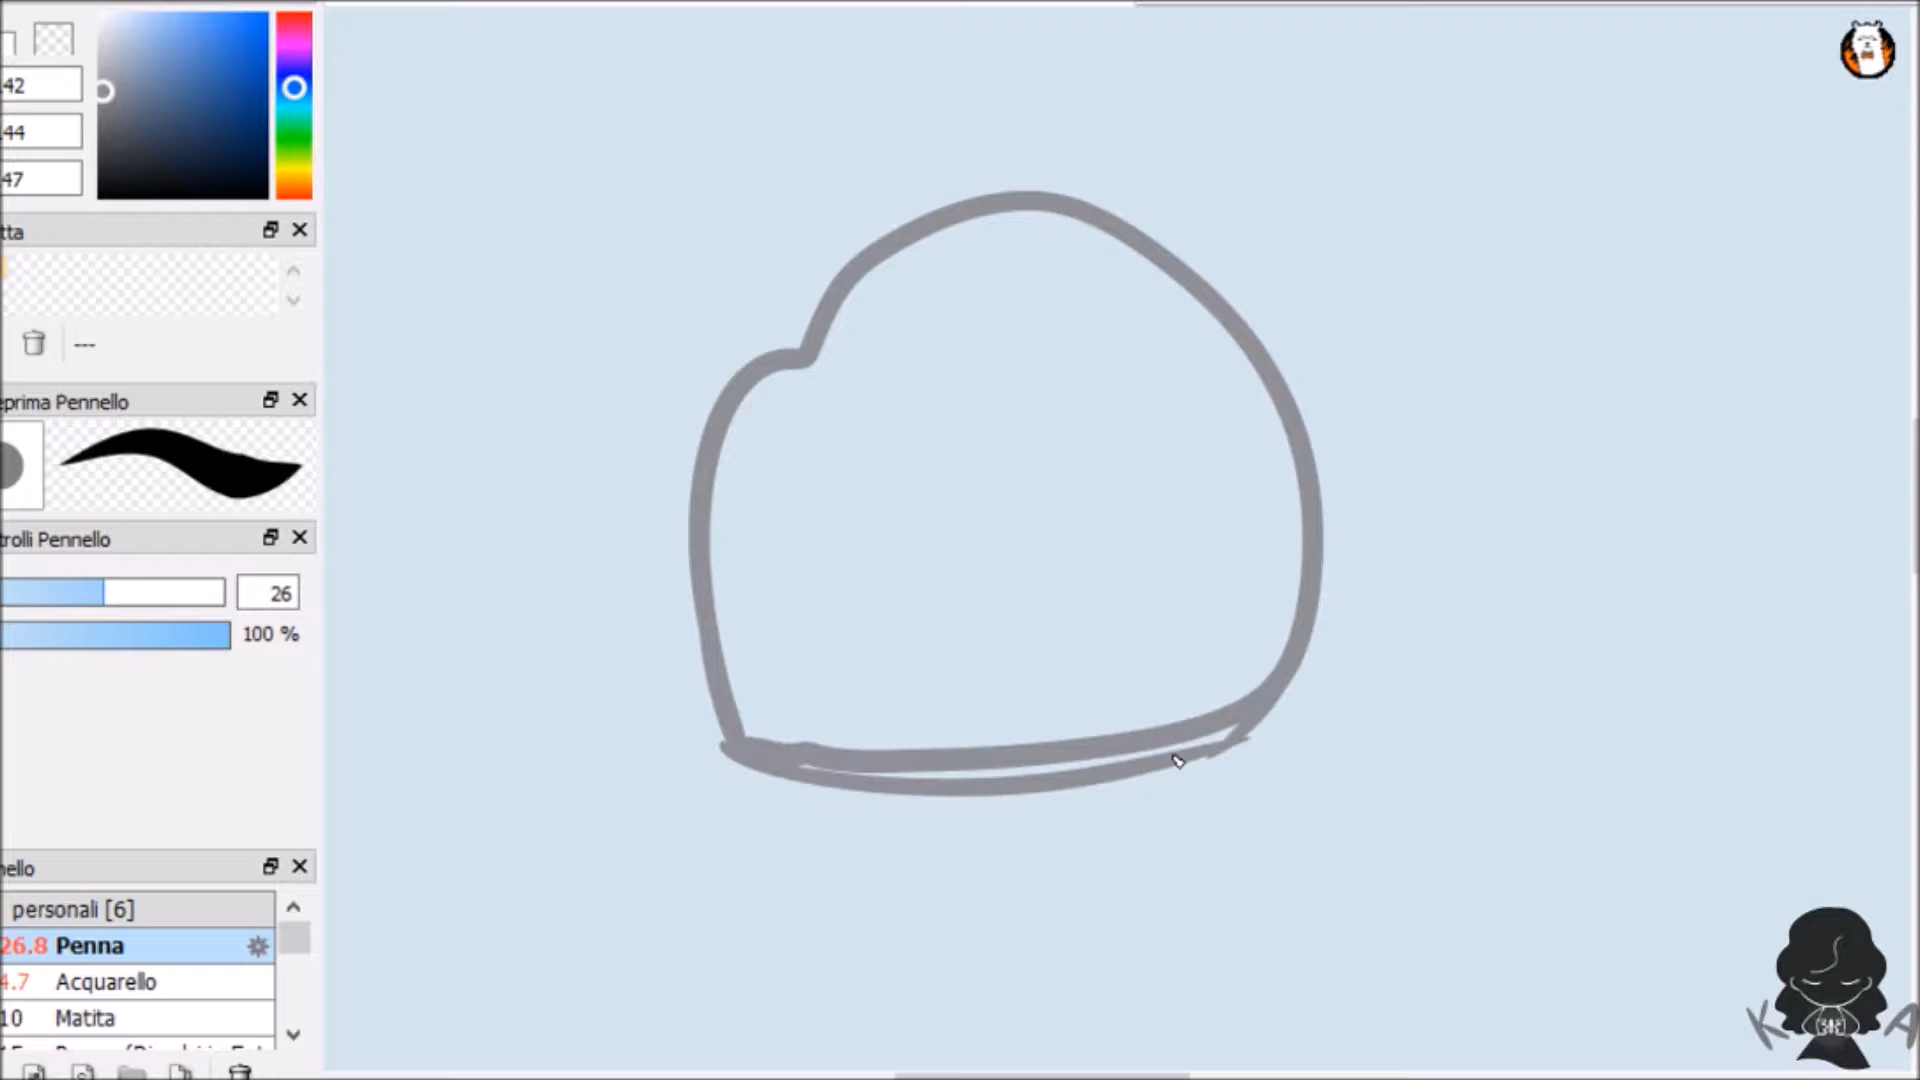 42
44
47
tta
---
eprima Pennello
trolli Pennello
26
100 %
nello
personali [6]
26.8 Penna
4.7 Acquarello
10 Matita
K A